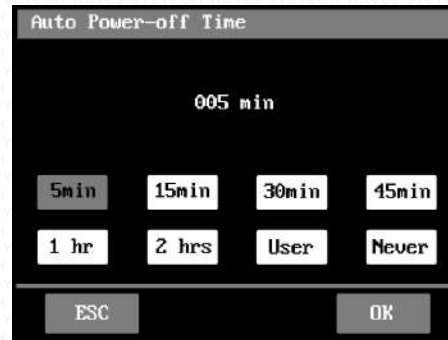 Auto Power-off Time
005 min
5min 15min 30min 45min
1 hr 2 hrs User Never
ESC OK